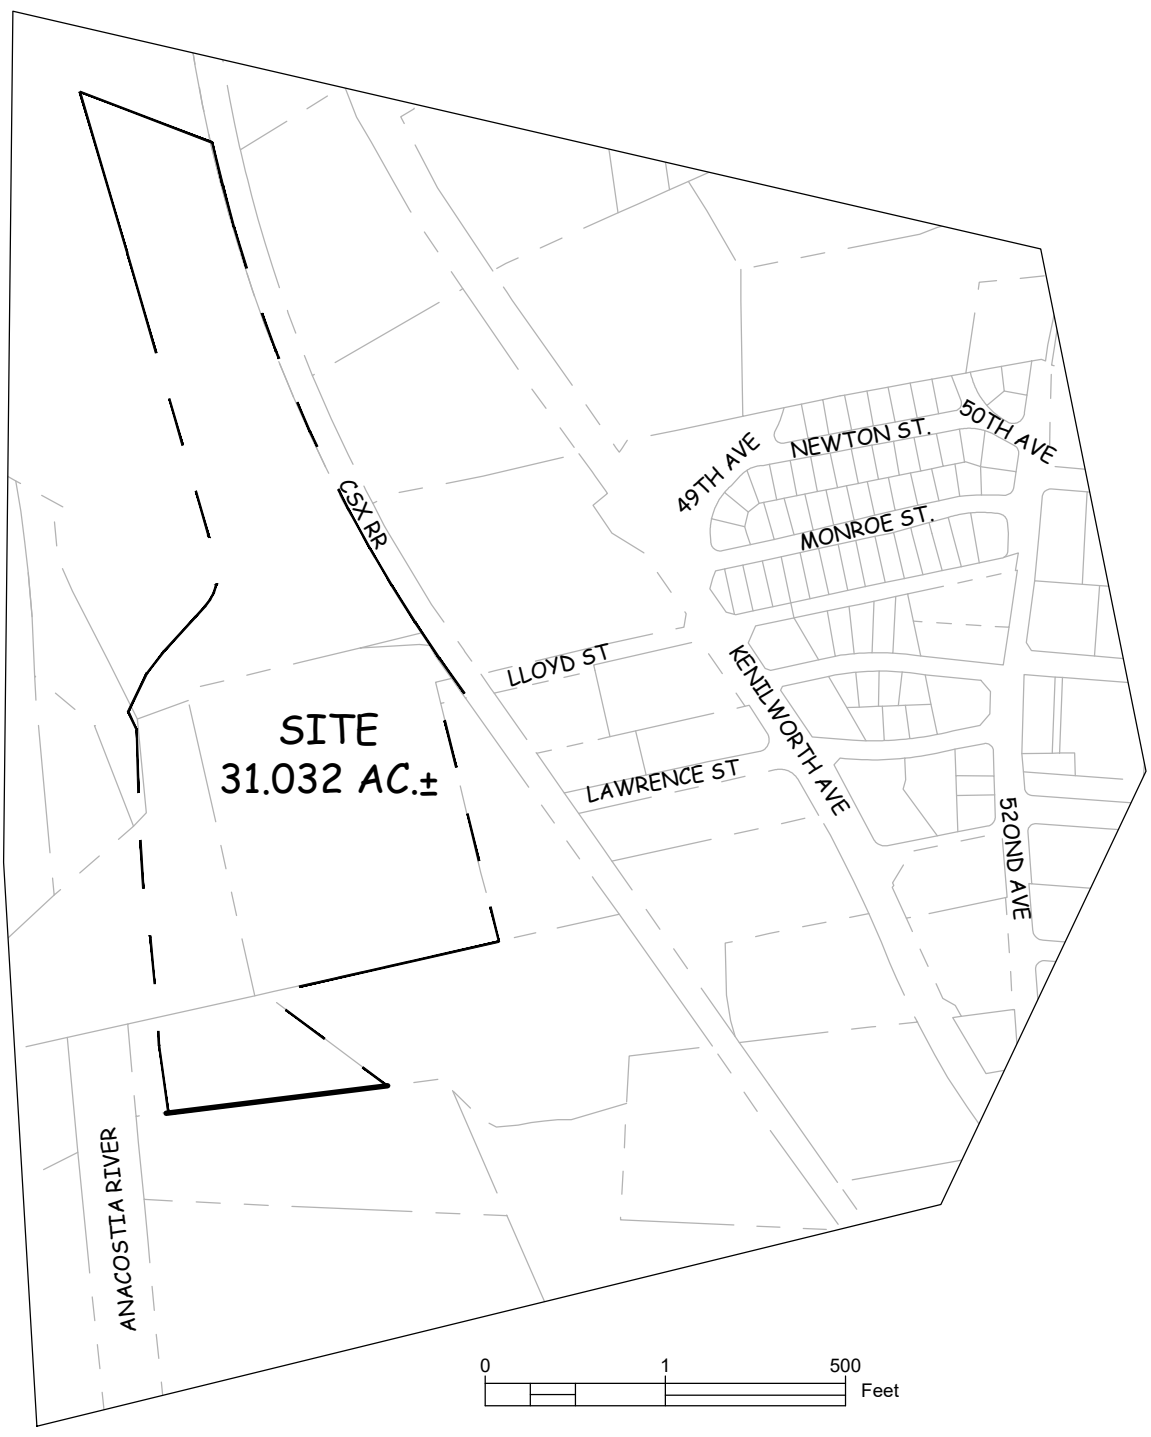 50TH AVE
NEWTON ST.
49TH AVE
CSX RR
MONROE ST.
LLOYD ST
KENILWORTH AVE
SITE
31.032 AC.±
LAWRENCE ST
52OND AVE
ANACOSTIA RIVER
0 1 500
Feet